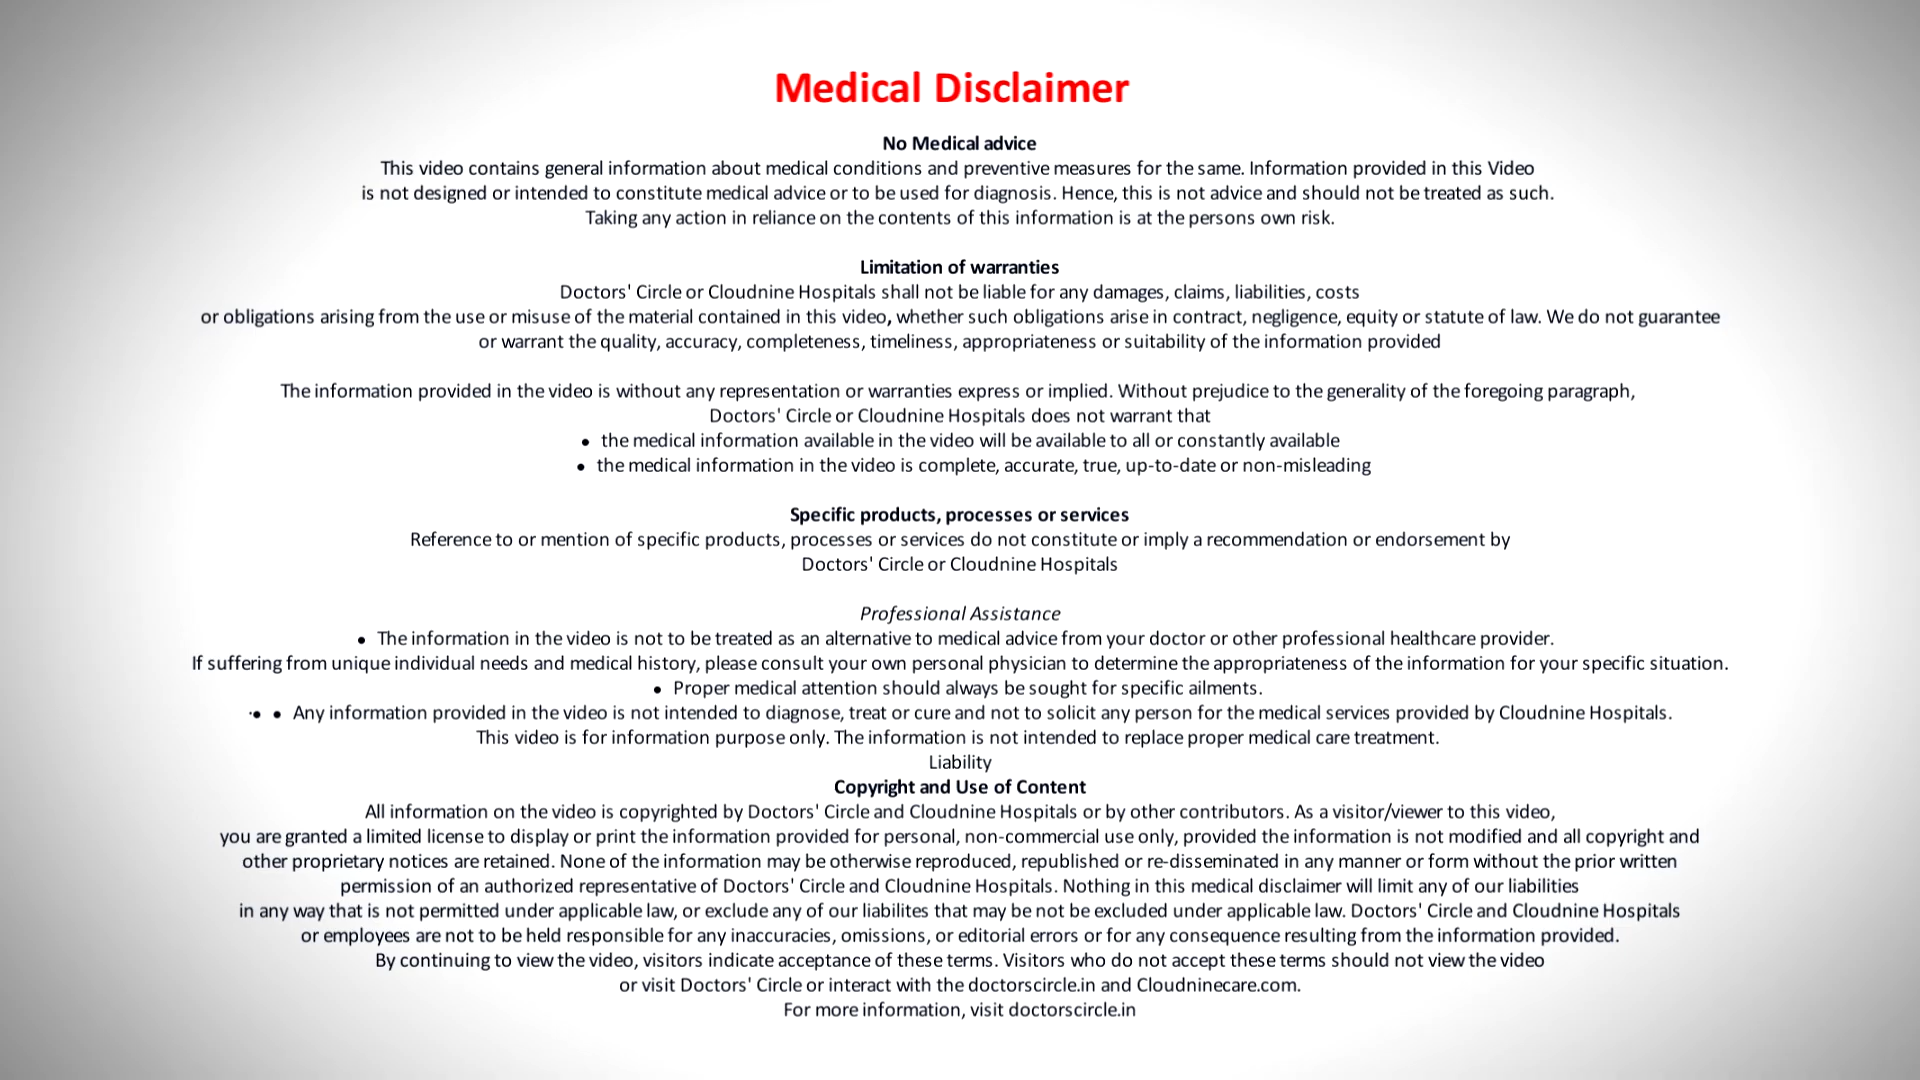 Medical Disclaimer
No Medical advice
This video contains general information about medical conditions and preventive measures for the same. Information provided in this Video
is not designed or intended to constitute medical advice or to be used for diagnosis. Hence, this is not advice and should not be treated as such.
Taking any action in reliance on the contents of this information is at the persons own risk.
Limitation of warranties
Doctors' Circle or Cloudnine Hospitals shall not be liable for any damages, claims, liabilities, costs
or obligations arising from the use or misuse of the material contained in this video, whether such obligations arise in contract, negligence, equity or statute of law. We do not guarantee
or warrant the quality, accuracy, completeness, timeliness, appropriateness or suitability of the information provided
The information provided in the video is without any representation or warranties express or implied. Without prejudice to the generality of the foregoing paragraph,
Doctors' Circle or Cloudnine Hospitals does not warrant that
• the medical information available in the video will be available to all or constantly available
• the medical information in the video is complete, accurate, true, up-to-date or non-misleading
Specific products, processes or services
Reference to or mention of specific products, processes or services do not constitute or imply a recommendation or endorsement by
Doctors' Circle or Cloudnine Hospitals
Professional Assistance
• The information in the video is not to be treated as an alternative to medical advice from your doctor or other professional healthcare provider.
If suffering from unique individual needs and medical history, please consult your own personal physician to determine the appropriateness of the information for your specific situation.
• Proper medical attention should always be sought for specific ailments.
·• • Any information provided in the video is not intended to diagnose, treat or cure and not to solicit any person for the medical services provided by Cloudnine Hospitals.
This video is for information purpose only. The information is not intended to replace proper medical care treatment.
Liability
Copyright and Use of Content
All information on the video is copyrighted by Doctors' Circle and Cloudnine Hospitals or by other contributors. As a visitor/viewer to this video,
you are granted a limited license to display or print the information provided for personal, non-commercial use only, provided the information is not modified and all copyright and
other proprietary notices are retained. None of the information may be otherwise reproduced, republished or re-disseminated in any manner or form without the prior written
permission of an authorized representative of Doctors' Circle and Cloudnine Hospitals. Nothing in this medical disclaimer will limit any of our liabilities
in any way that is not permitted under applicable law, or exclude any of our liabilites that may be not be excluded under applicable law. Doctors' Circle and Cloudnine Hospitals
or employees are not to be held responsible for any inaccuracies, omissions, or editorial errors or for any consequence resulting from the information provided.
By continuing to view the video, visitors indicate acceptance of these terms. Visitors who do not accept these terms should not view the video
or visit Doctors' Circle or interact with the doctorscircle.in and Cloudninecare.com.
For more information, visit doctorscircle.in